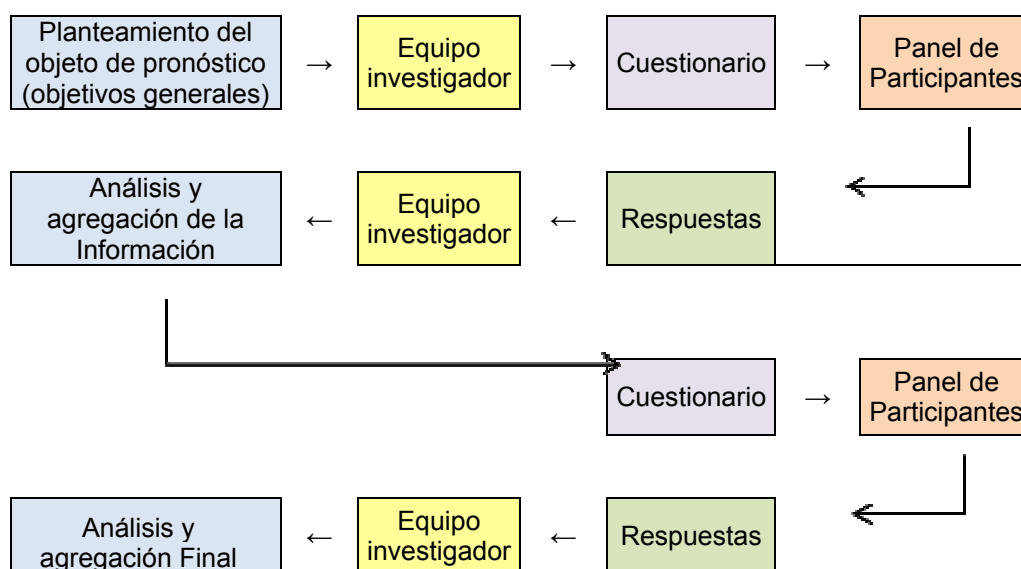 Planteamiento del
objeto de pronóstico
(objetivos generales)
→
Equipo
investigador
→
Cuestionario
→
Panel de
Participantes
Análisis y
agregación de la
Información
←
Equipo
investigador
←
Respuestas
Cuestionario
→
Panel de
Participantes
Análisis y
agregación Final
←
Equipo
investigador
←
Respuestas